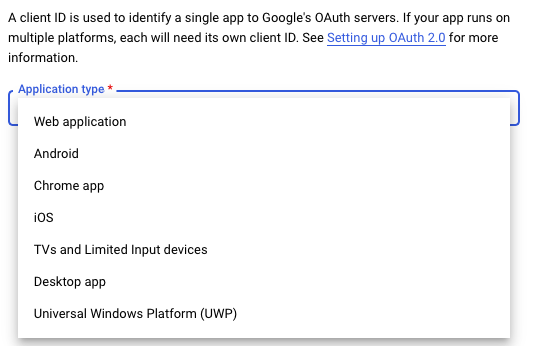 A client ID is used to identify a single app to Google's OAuth servers. If your app runs on
multiple platforms, each will need its own client ID. See Setting up OAuth 2.0 for more
information.
Application type *
Web application
Android
Chrome app
iOS
TVs and Limited Input devices
Desktop app
Universal Windows Platform (UWP)